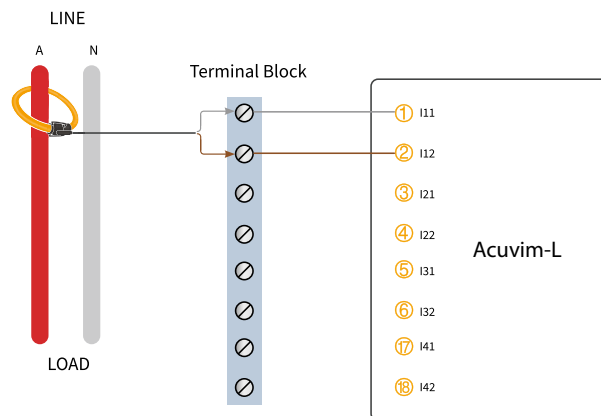 LINE
A N
Terminal Block
① I11
② I12
③ I21
④ I22
Acuvim-L
⑤ I31
⑥ I32
⑰ I41
LOAD
⑱ I42